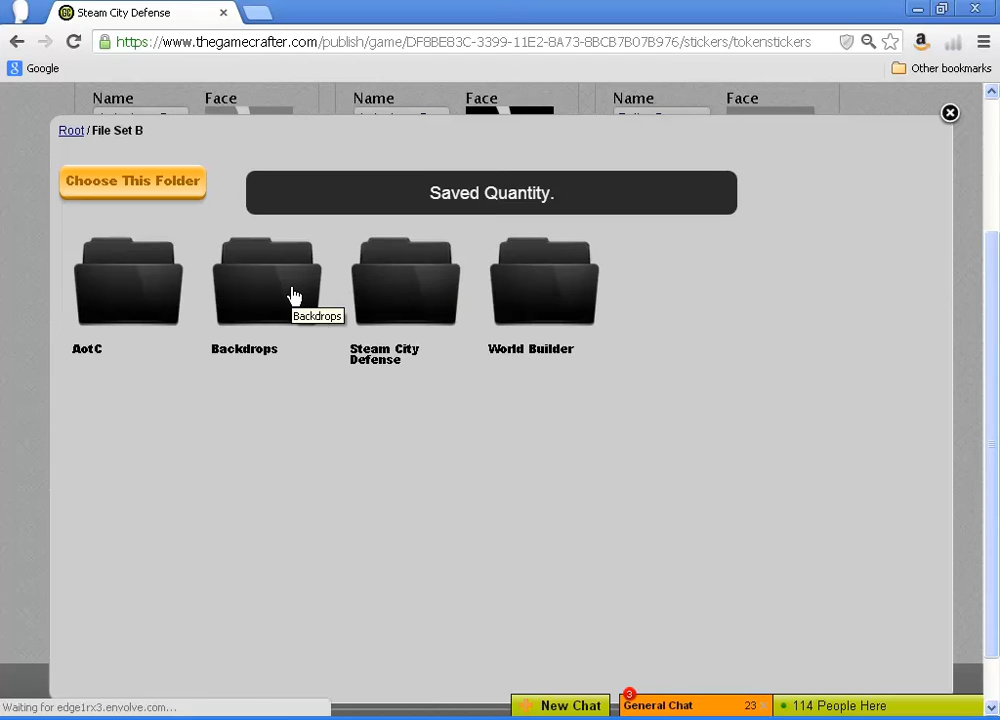 Steam City Defense
https://www.thegamecrafter.com/publish/game/DF8BE83C-3399-11E2-8A73-8BCB7B07B976/stickers/tokenstickers
Google
Other bookmarks
Name Face Name Face Name Face
Root / File Set B
Choose This Folder
Saved Quantity.
Backdrops
AotC
Backdrops
Steam City
Defense
World Builder
Waiting for edge1rx3.envolve.com...
New Chat
3
General Chat 23
114 People Here